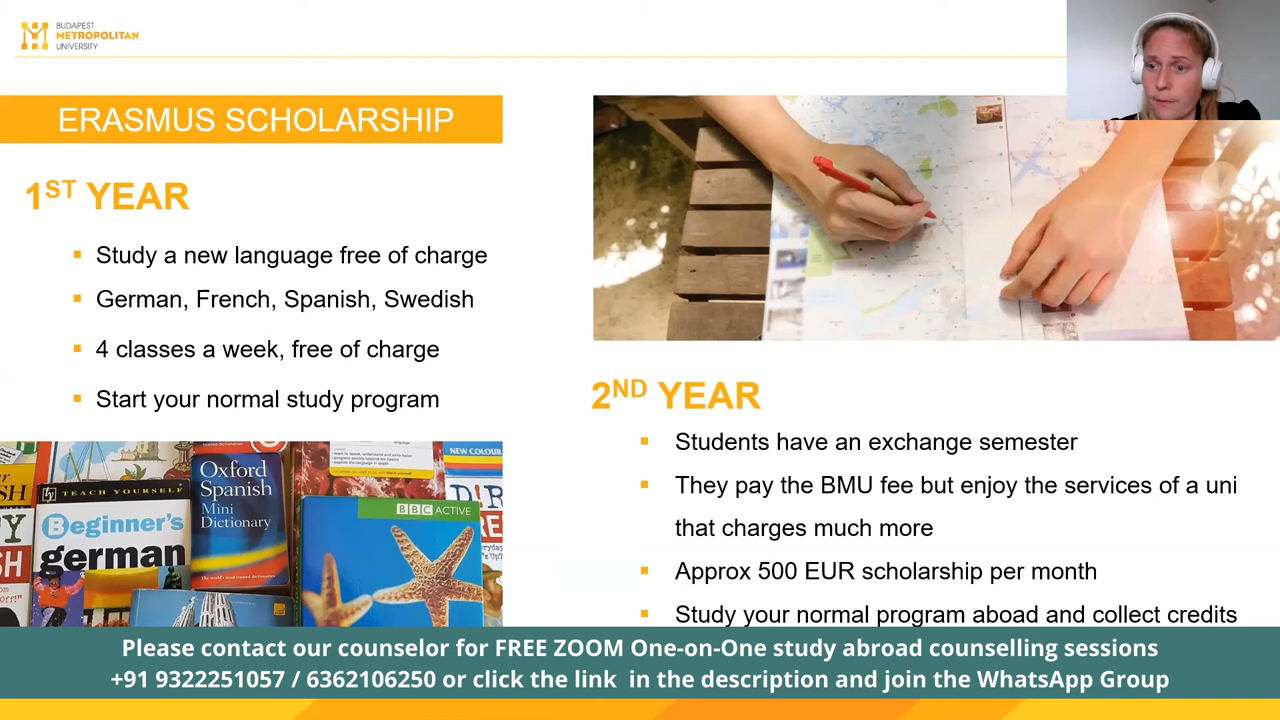 BUDAPEST
METROPOLITAN
UNIVERSITY
ERASMUS SCHOLARSHIP
1ST YEAR
Study a new language free of charge
German, French, Spanish, Swedish
4 classes a week, free of charge
Start your normal study program
TEACH YOURSELF
Beginner's
german
Oxford
Spanish
Mini
Dictionary
The world's most trusted dictionaries
BBC ACTIVE
NEW COLOUR
2ND YEAR
Students have an exchange semester
They pay the BMU fee but enjoy the services of a uni
that charges much more
Approx 500 EUR scholarship per month
Study your normal program aboad and collect credits
Please contact our counselor for FREE ZOOM One-on-One study abroad counselling sessions
+91 9322251057 / 6362106250 or click the link in the description and join the WhatsApp Group